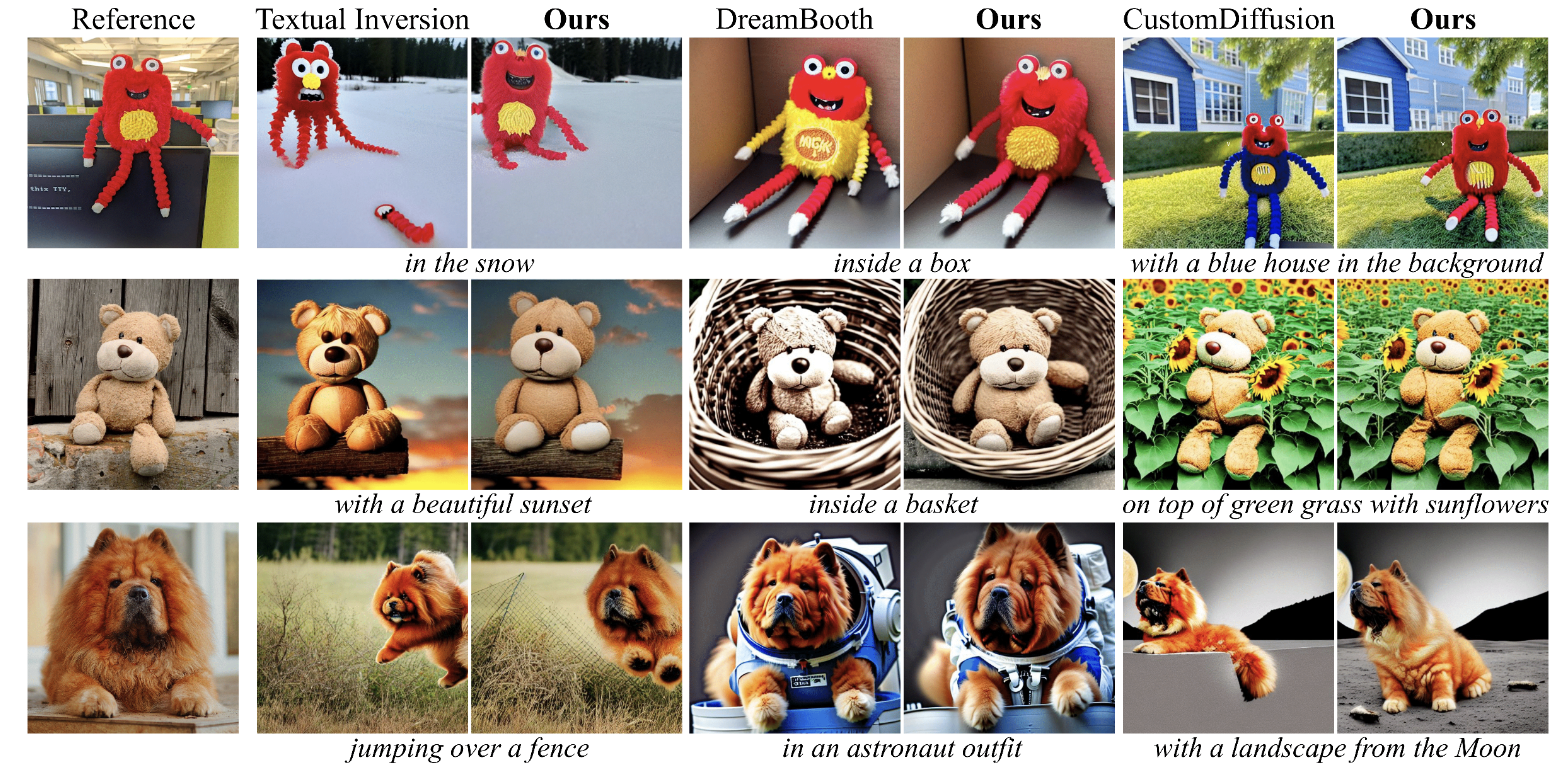 Reference Textual Inversion Ours DreamBooth Ours CustomDiffusion Ours
this TTY,
in the snow inside a box with a blue house in the background
with a beautiful sunset inside a basket on top of green grass with sunflowers
jumping over a fence in an astronaut outfit with a landscape from the Moon